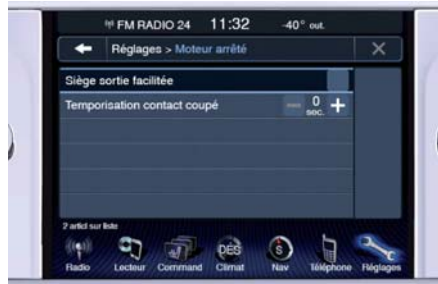 FM RADIO 24 11:32 -40° out.
Réglages > Moteur arrêté
Siège sortie facilitée
Temporisation contact coupé 0 sec.
2 articl sur liste
DÉS S
Radio Lecteur Command Climat Nav Téléphone Réglages